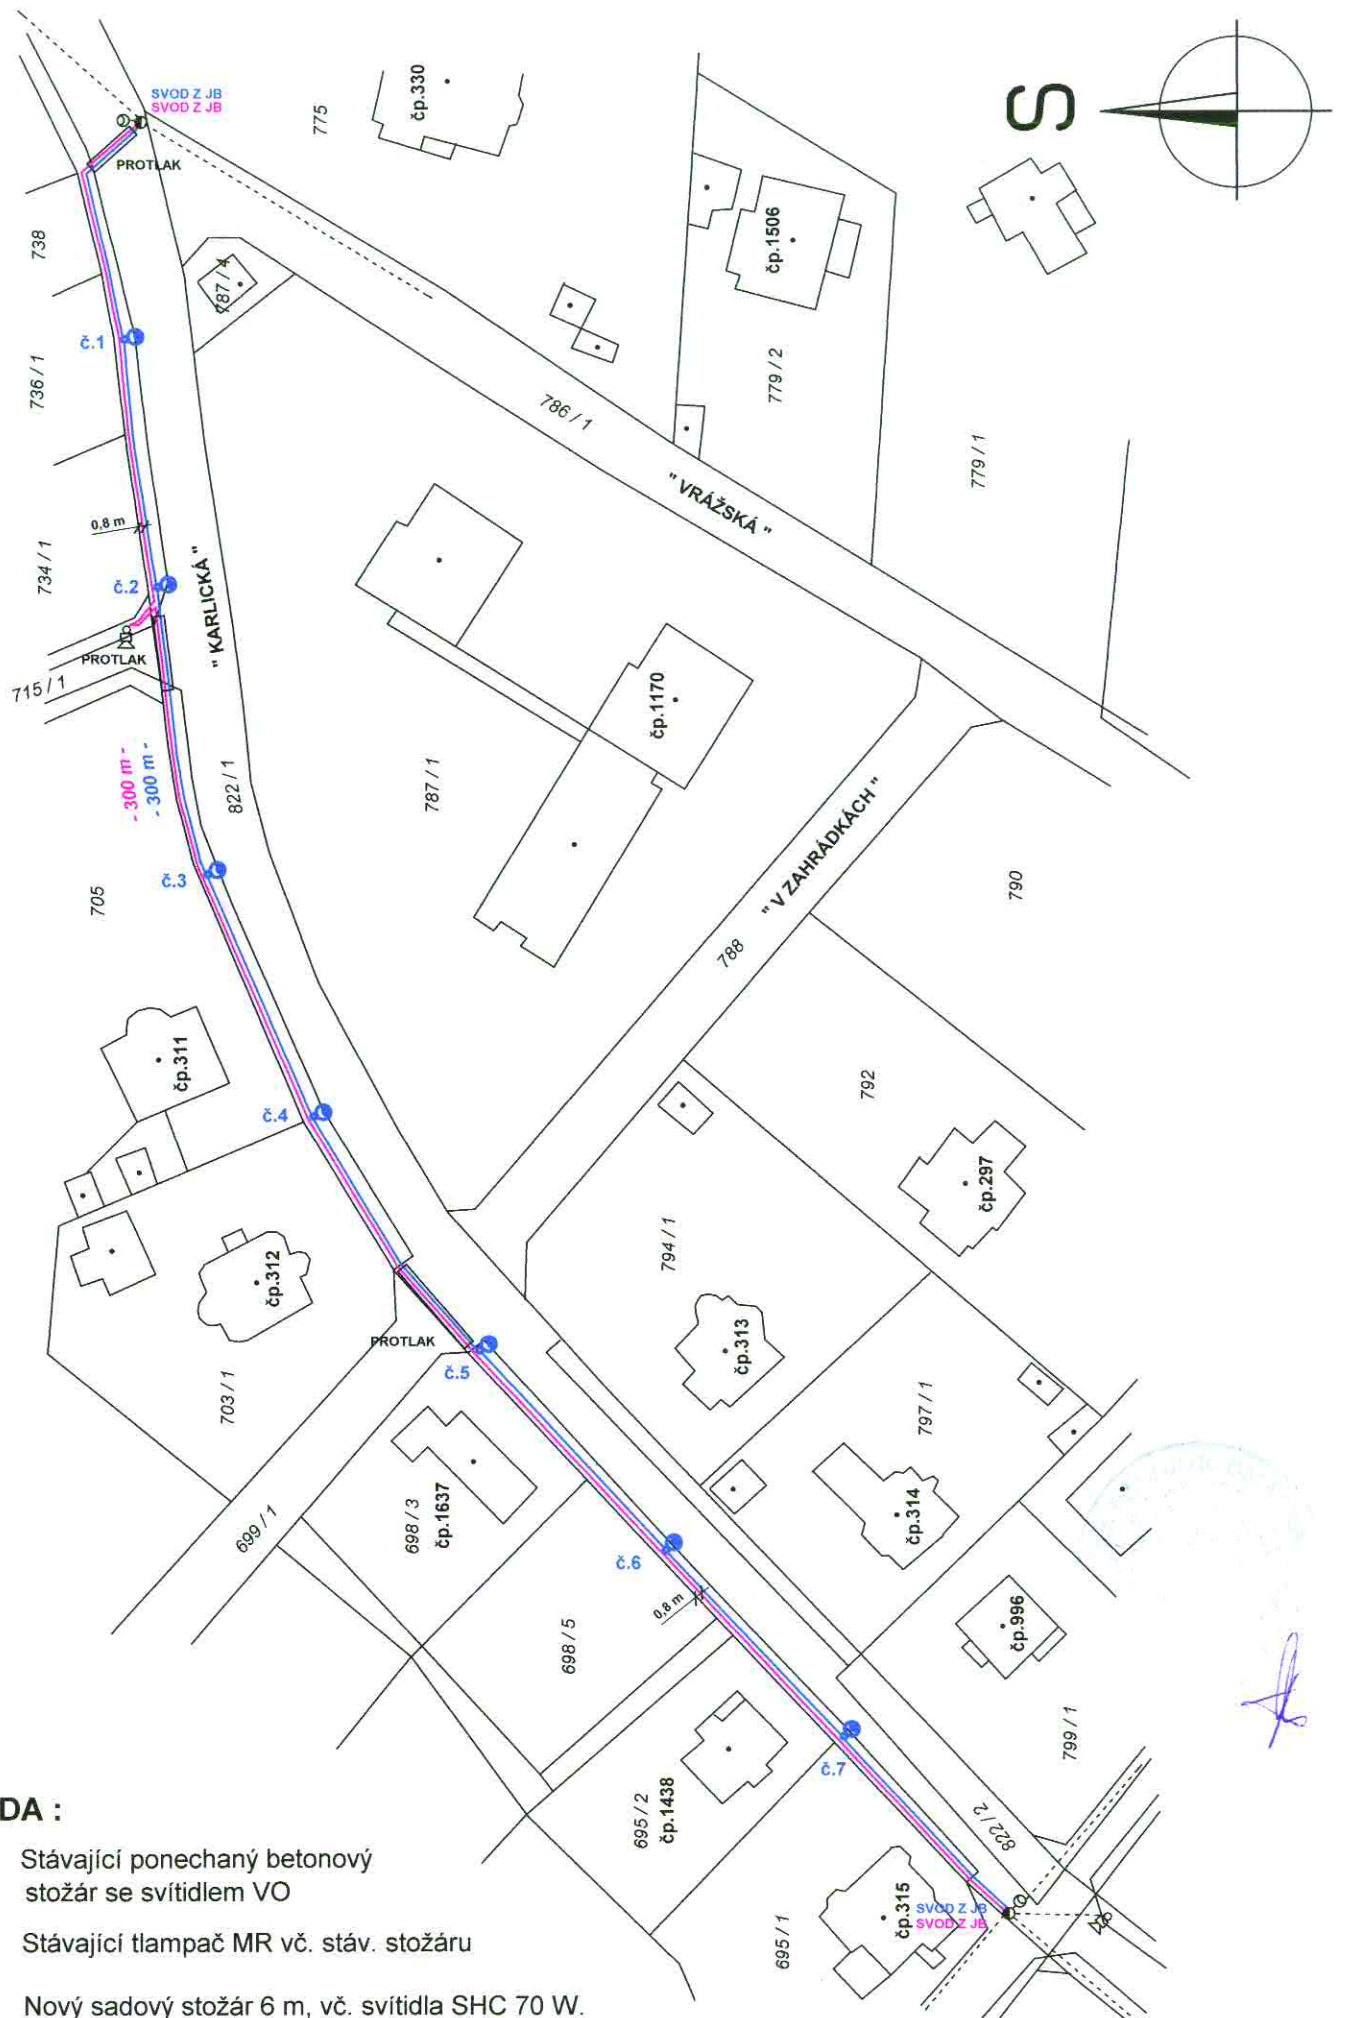 S
SVOD Z JB
SVOD Z JB
PROTLAK
775
čp.330
738
787 / 4
čp.1506
č.1
736 / 1
779 / 2
786 / 1
779 / 1
" VRÁŽSKÁ "
0,8 m
734 / 1
č.2
" KARLICKÁ "
PROTLAK
715 / 1
čp.1170
- 300 m -
- 300 m -
822 / 1
787 / 1
" V ZAHRÁDKÁCH "
č.3
705
790
788
čp.311
792
č.4
čp.297
794 / 1
čp.312
čp.313
PROTLAK
č.5
703 / 1
797 / 1
699 / 1
698 / 3
čp.1637
čp.314
č.6
0,8 m
698 / 5
čp.996
799 / 1
č.7
695 / 2
čp.1438
822 / 2
čp.315
SVOD Z JB
SVOD Z JB
695 / 1
DA :
Stávající ponechaný betonový
stožár se svítidlem VO
Stávající tlampač MR vč. stáv. stožáru
Nový sadový stožár 6 m, vč. svítidla SHC 70 W.